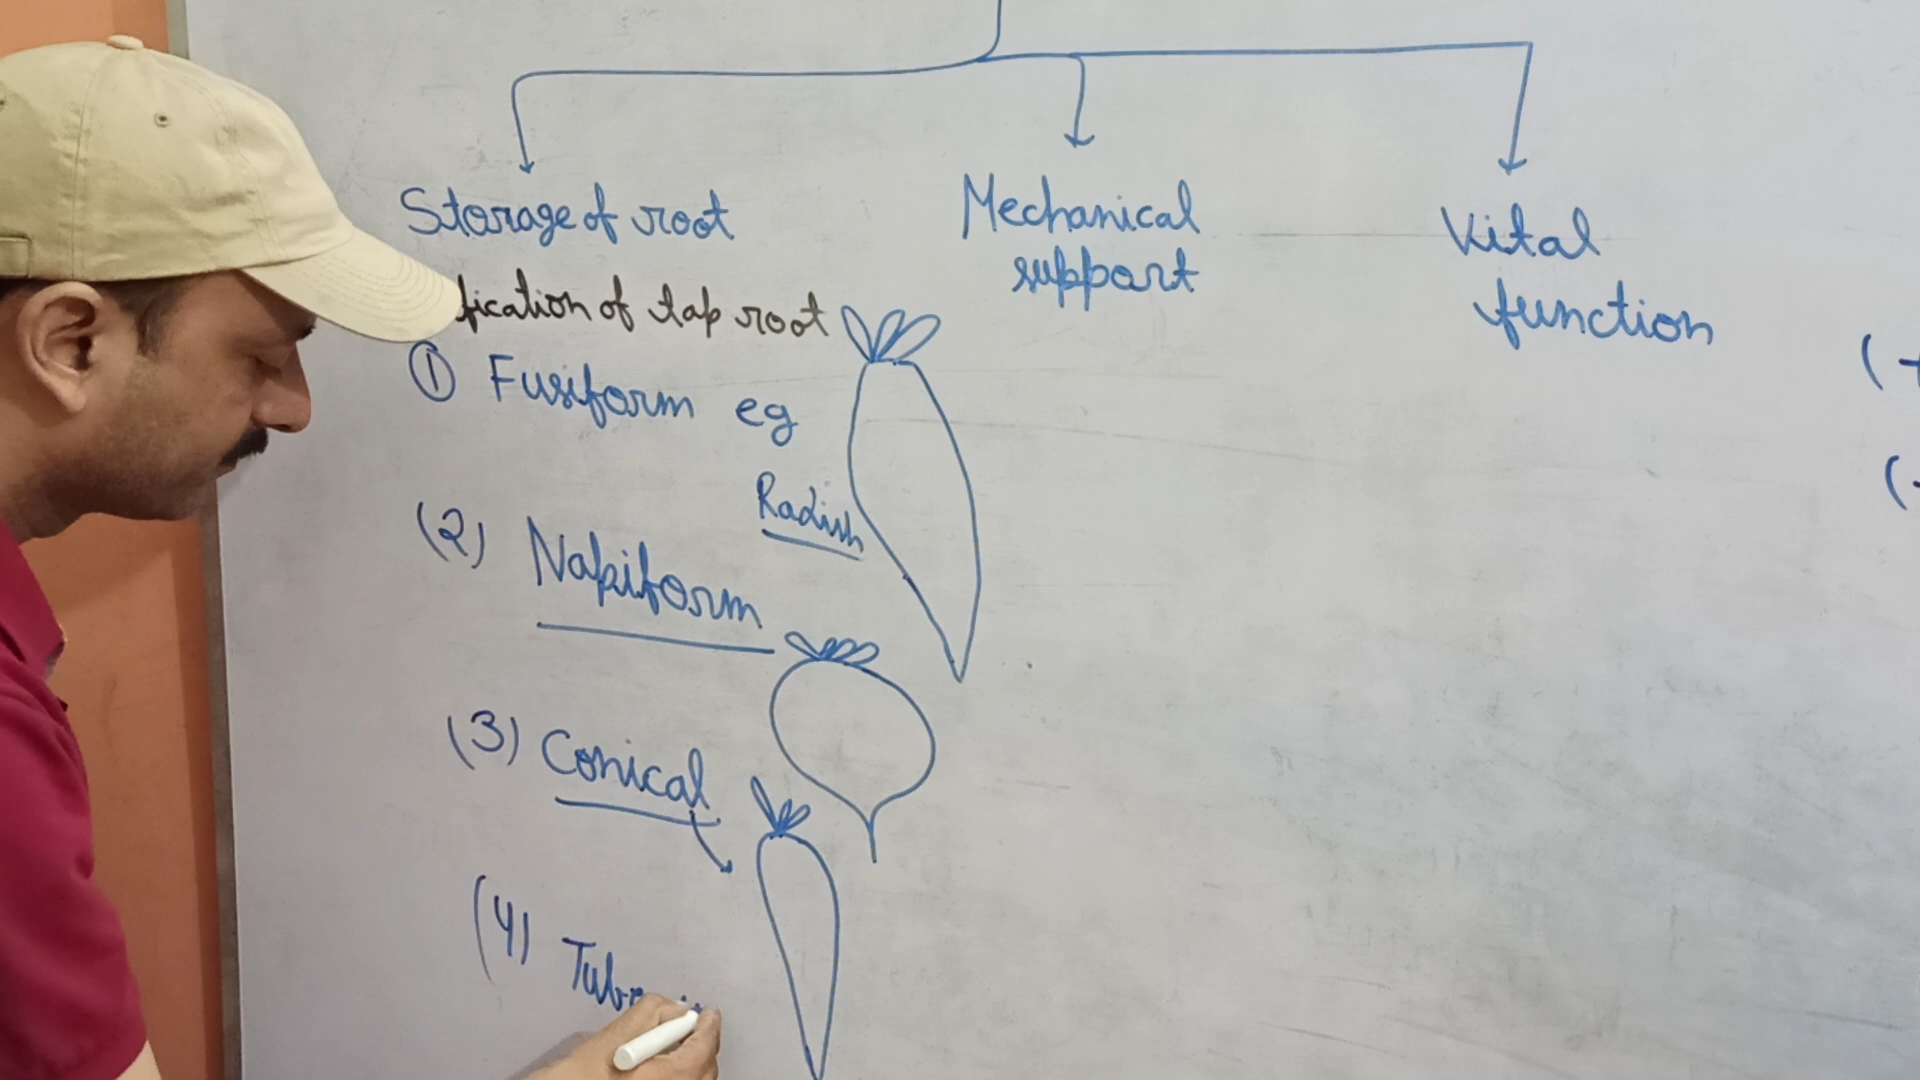 Storage of root
Mechanical
support
Vital
function
fication of tap root
① Fusiform eg
Radish
(2) Napiform
(3) Conical
(4)